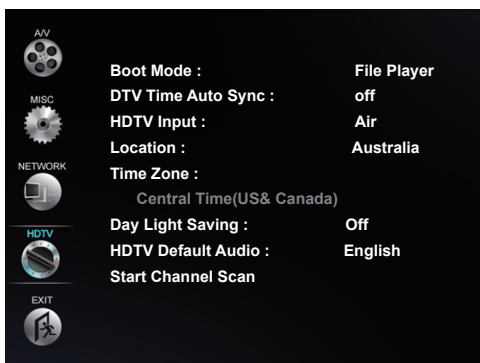 A/V
MISC
NETWORK
HDTV
EXIT
Boot Mode : File Player
DTV Time Auto Sync : off
HDTV Input : Air
Location : Australia
Time Zone :
Central Time(US& Canada)
Day Light Saving : Off
HDTV Default Audio : English
Start Channel Scan